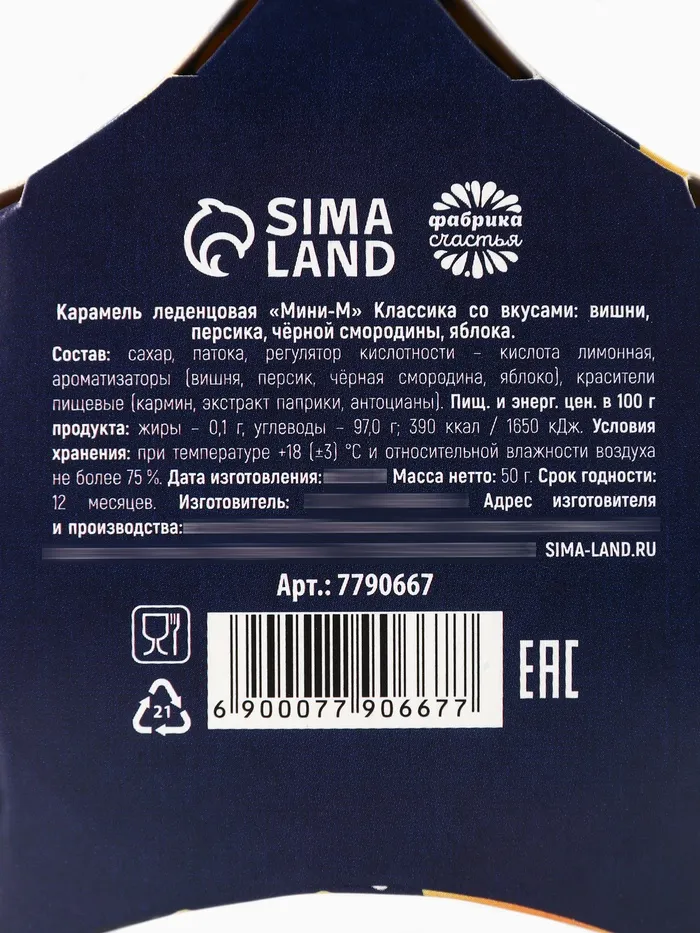 SIMA
LAND
фабрика
счастья
Карамель леденцовая «Мини-М» Классика со вкусами: вишни,
персика, чёрной смородины, яблока.
Состав: сахар, патока, регулятор кислотности – кислота лимонная,
ароматизаторы (вишня, персик, чёрная смородина, яблоко), красители
пищевые (кармин, экстракт паприки, антоцианы). Пищ. и энерг. цен. в 100 г
продукта: жиры – 0,1 г, углеводы – 97,0 г; 390 ккал / 1650 кДж. Условия
хранения: при температуре +18 (±3) °С и относительной влажности воздуха
не более 75 %. Дата изготовления: Масса нетто: 50 г. Срок годности:
12 месяцев. Изготовитель: Адрес изготовителя
и производства:
SIMA-LAND.RU
Арт.: 7790667
6 900077 906677
21
EAC